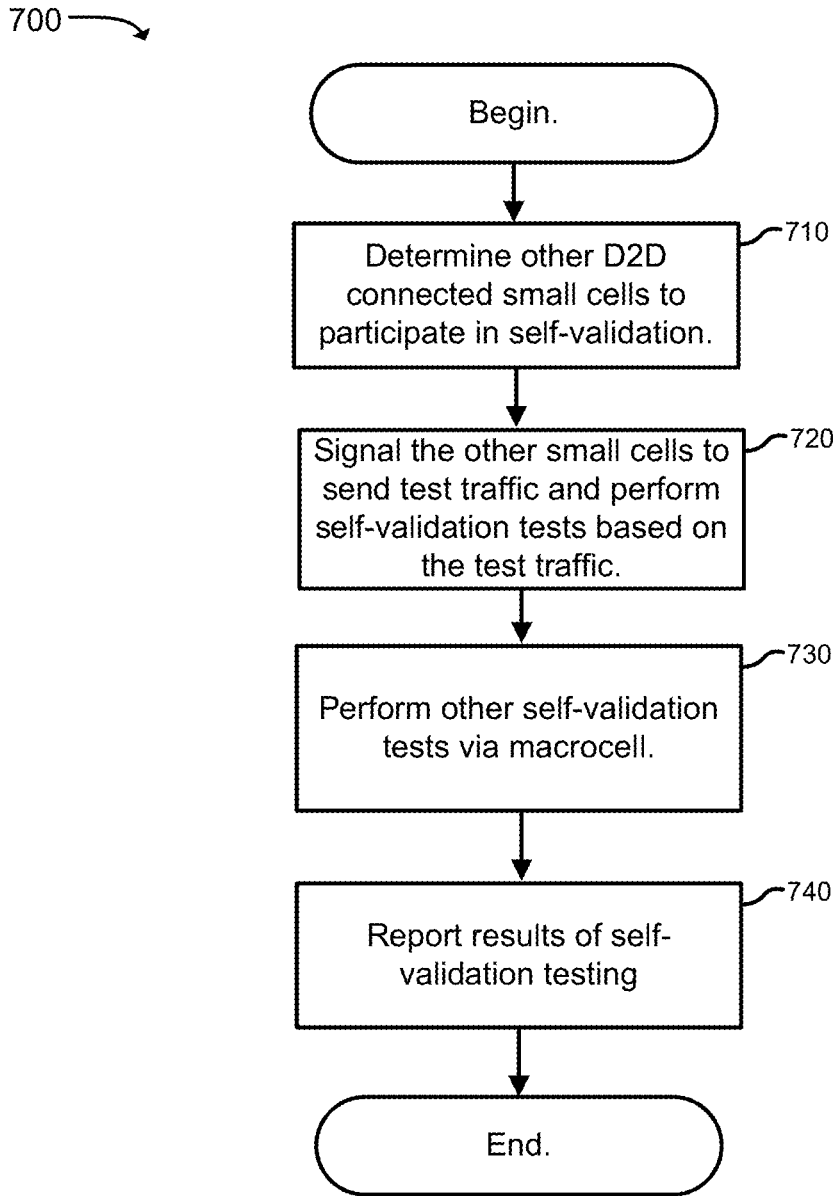 700
Begin.
710
Determine other D2D
connected small cells to
participate in self-validation.
720
Signal the other small cells to
send test traffic and perform
self-validation tests based on
the test traffic.
730
Perform other self-validation
tests via macrocell.
740
Report results of self-
validation testing
End.